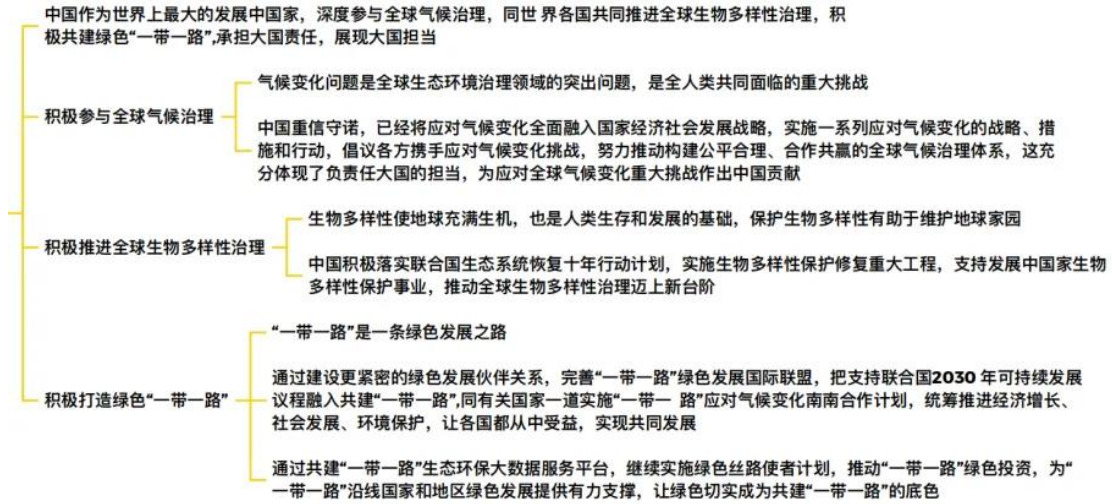 中国作为世界上最大的发展中国家，深度参与全球气候治理，同世 界各国共同推进全球生物多样性治理，积
极共建绿色“一带一路”,承担大国责任，展现大国担当
积极参与全球气候治理
气候变化问题是全球生态环境治理领域的突出问题，是全人类共同面临的重大挑战
中国重信守诺，已经将应对气候变化全面融入国家经济社会发展战略，实施一系列应对气候变化的战略、措
施和行动，倡议各方携手应对气候变化挑战，努力推动构建公平合理、合作共赢的全球气候治理体系，这充
分体现了负责任大国的担当，为应对全球气候变化重大挑战作出中国贡献
积极推进全球生物多样性治理
生物多样性使地球充满生机，也是人类生存和发展的基础，保护生物多样性有助于维护地球家园
中国积极落实联合国生态系统恢复十年行动计划，实施生物多样性保护修复重大工程，支持发展中国家生物
多样性保护事业，推动全球生物多样性治理迈上新台阶
积极打造绿色“一带一路”
“一带一路”是一条绿色发展之路
通过建设更紧密的绿色发展伙伴关系，完善“一带一路”绿色发展国际联盟，把支持联合国2030 年可持续发展
议程融入共建“一带一路”,同有关国家一道实施“一带一 路”应对气候变化南南合作计划，统筹推进经济增长、
社会发展、环境保护，让各国都从中受益，实现共同发展
通过共建“一带一路”生态环保大数据服务平台，继续实施绿色丝路使者计划，推动“一带一路”绿色投资，为“
一带一路”沿线国家和地区绿色发展提供有力支撑，让绿色切实成为共建“一带一路”的底色